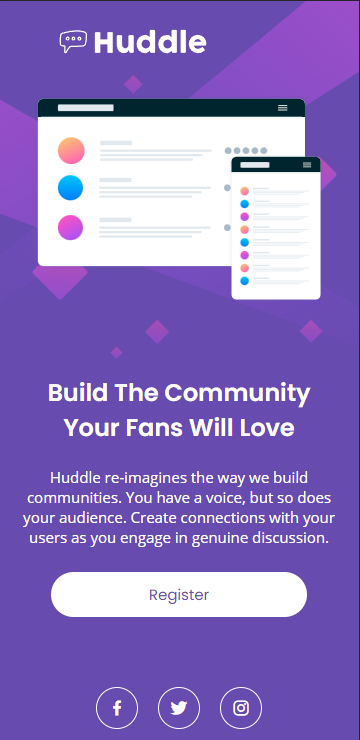 Huddle
Build The Community
Your Fans Will Love
Huddle re-imagines the way we build
communities. You have a voice, but so does
your audience. Create connections with your
users as you engage in genuine discussion.
Register